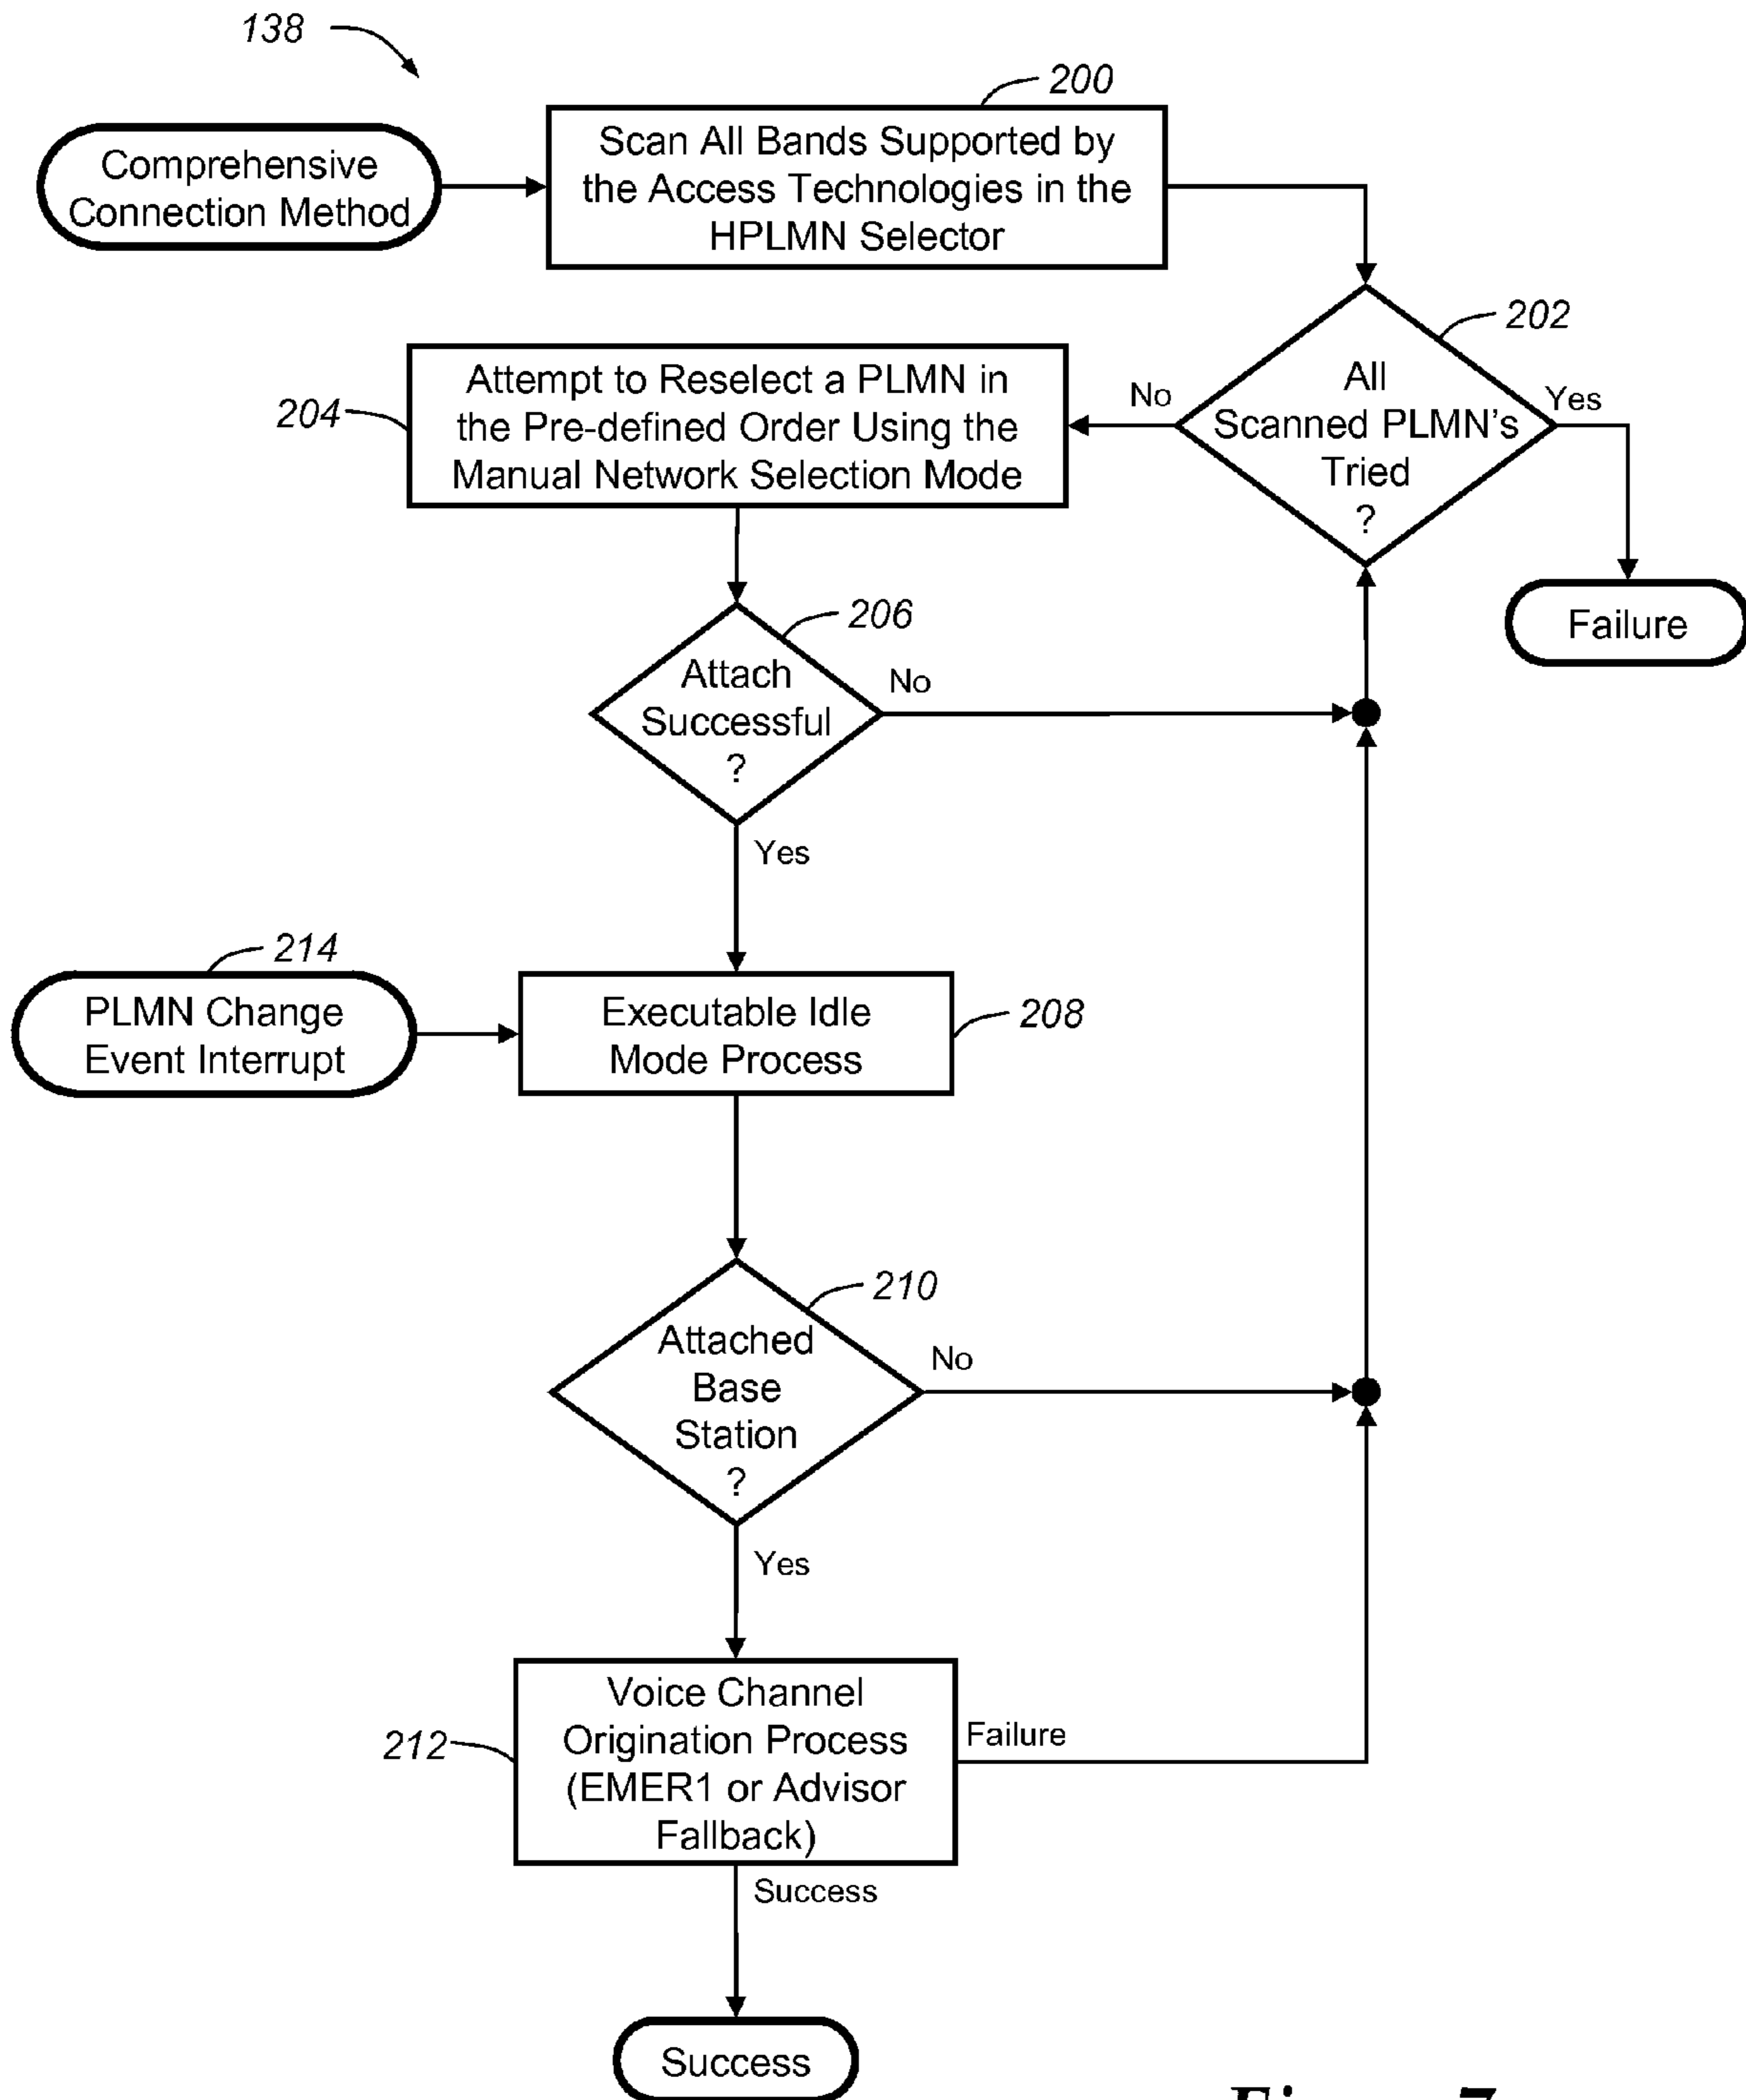 138
200
Comprehensive
Connection Method
Scan All Bands Supported by
the Access Technologies in the
HPLMN Selector
202
All
Scanned PLMN's
Tried
?
No
Yes
204
Attempt to Reselect a PLMN in
the Pre-defined Order Using the
Manual Network Selection Mode
Failure
206
Attach
Successful
?
No
Yes
214
PLMN Change
Event Interrupt
Executable Idle
Mode Process
208
210
Attached
Base
Station
?
No
Yes
212
Voice Channel
Origination Process
(EMER1 or Advisor
Fallback)
Failure
Success
Success